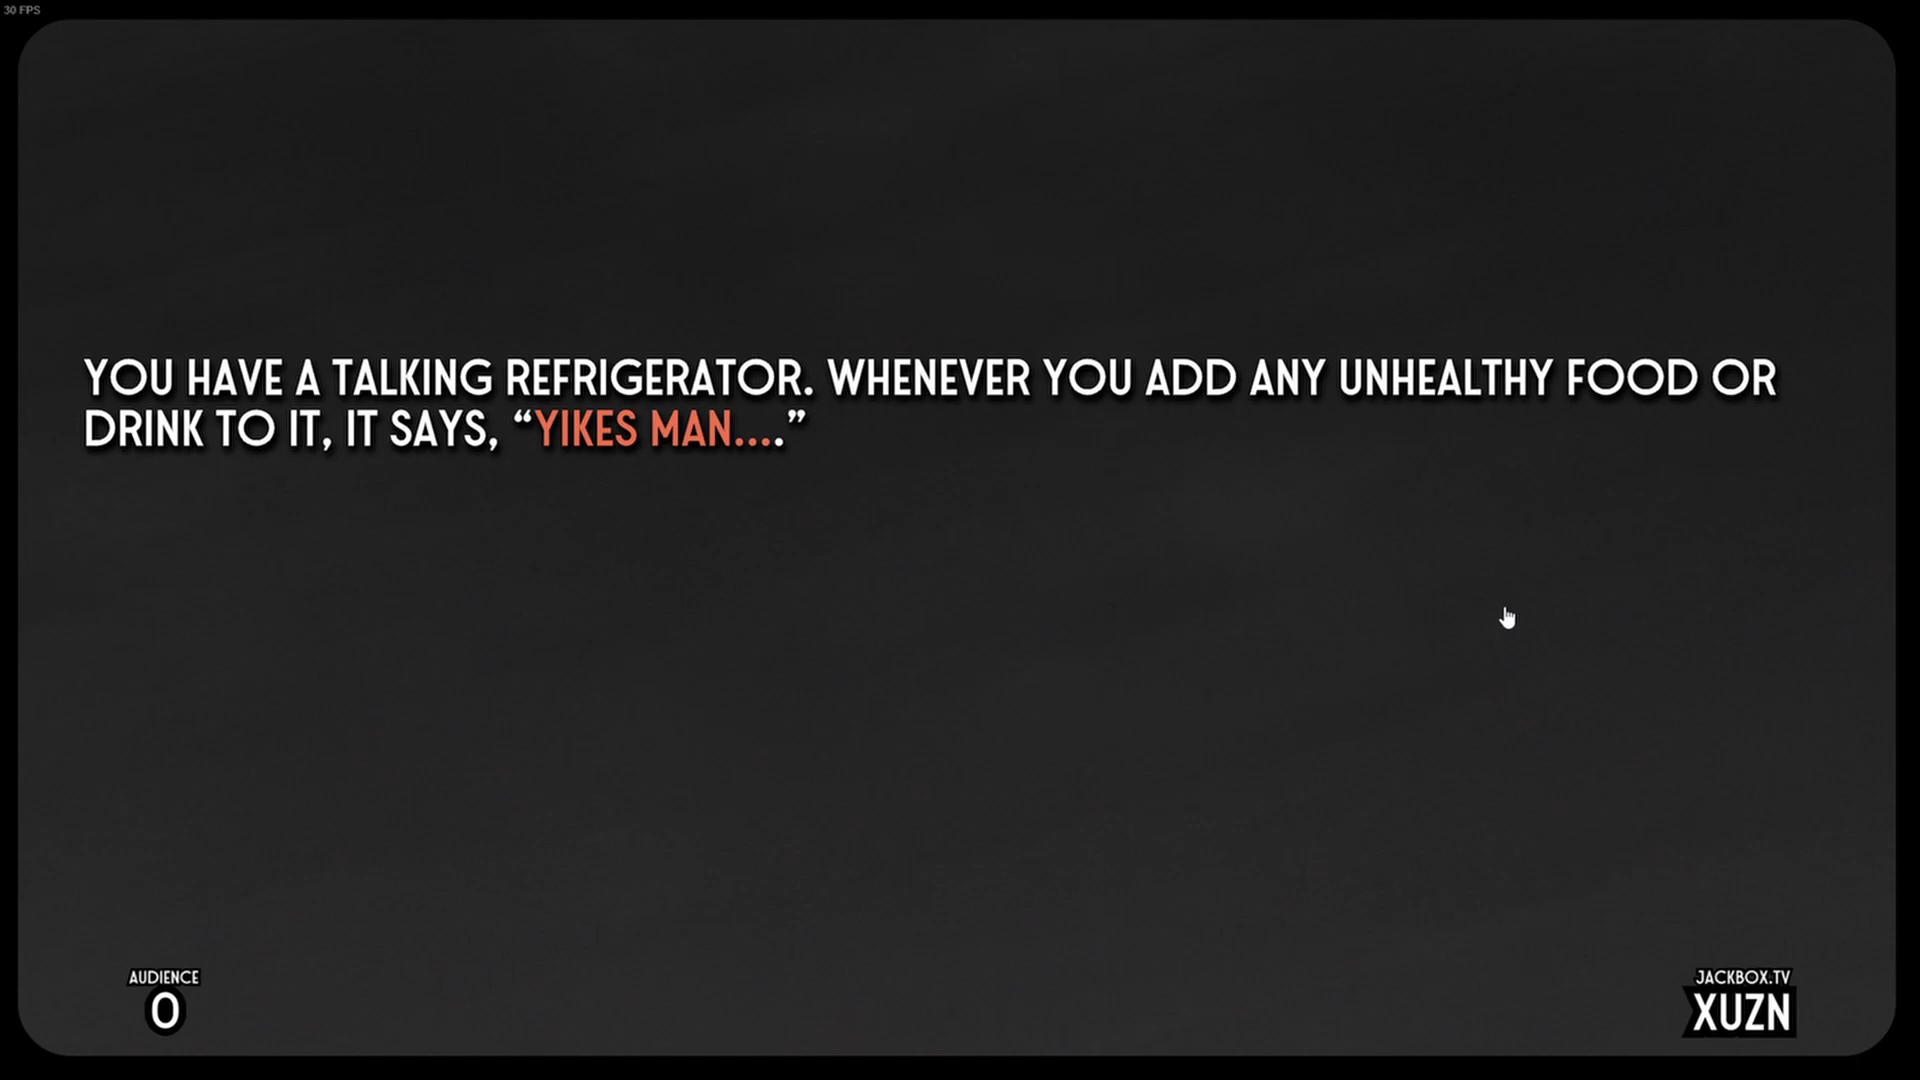 30 FPS
YOU HAVE A TALKING REFRIGERATOR. WHENEVER YOU ADD ANY UNHEALTHY FOOD OR
DRINK TO IT, IT SAYS, “YIKES MAN....”
AUDIENCE
0
JACKBOX.TV
XUZN